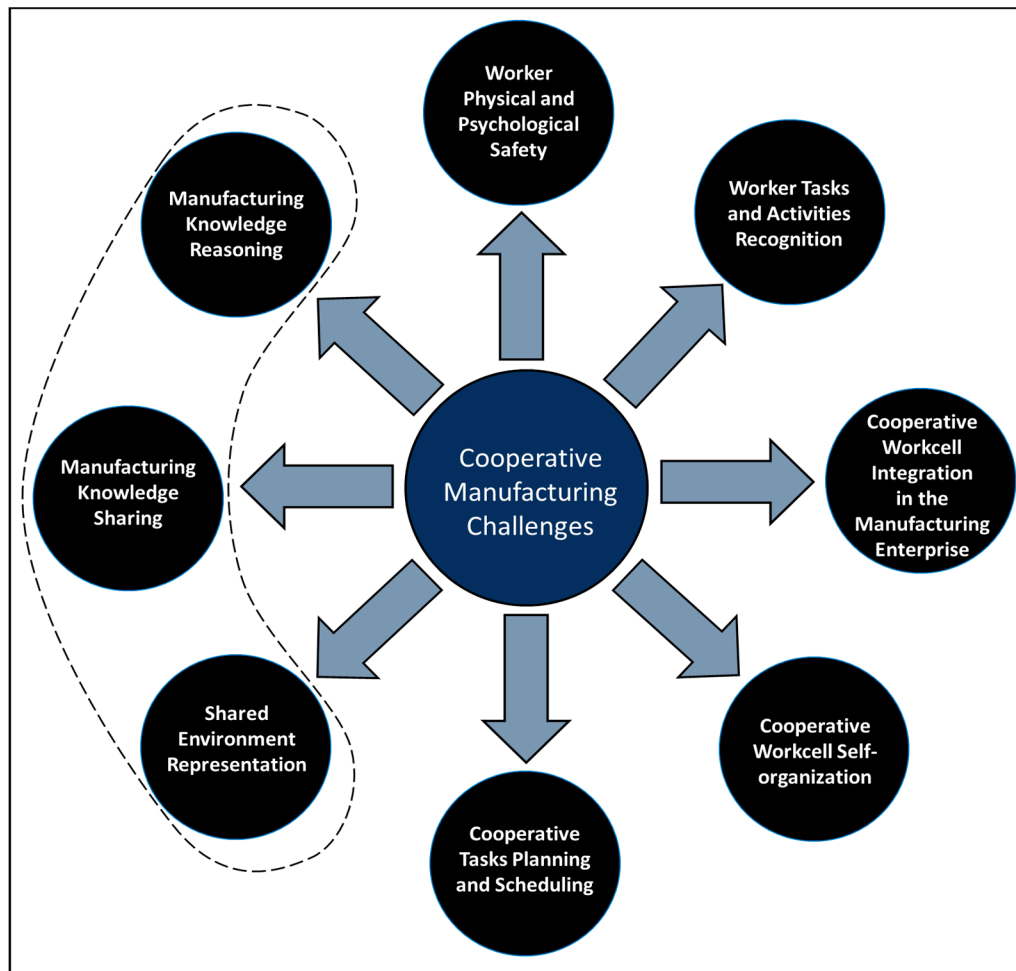 Worker
Physical and
Psychological
Safety
Worker Tasks
and Activities
Recognition
Manufacturing
Knowledge
Reasoning
Cooperative
Workcell
Integration
in the
Manufacturing
Enterprise
Cooperative
Manufacturing
Challenges
Manufacturing
Knowledge
Sharing
Shared
Environment
Representation
Cooperative
Workcell Self-
organization
Cooperative
Tasks Planning
and Scheduling